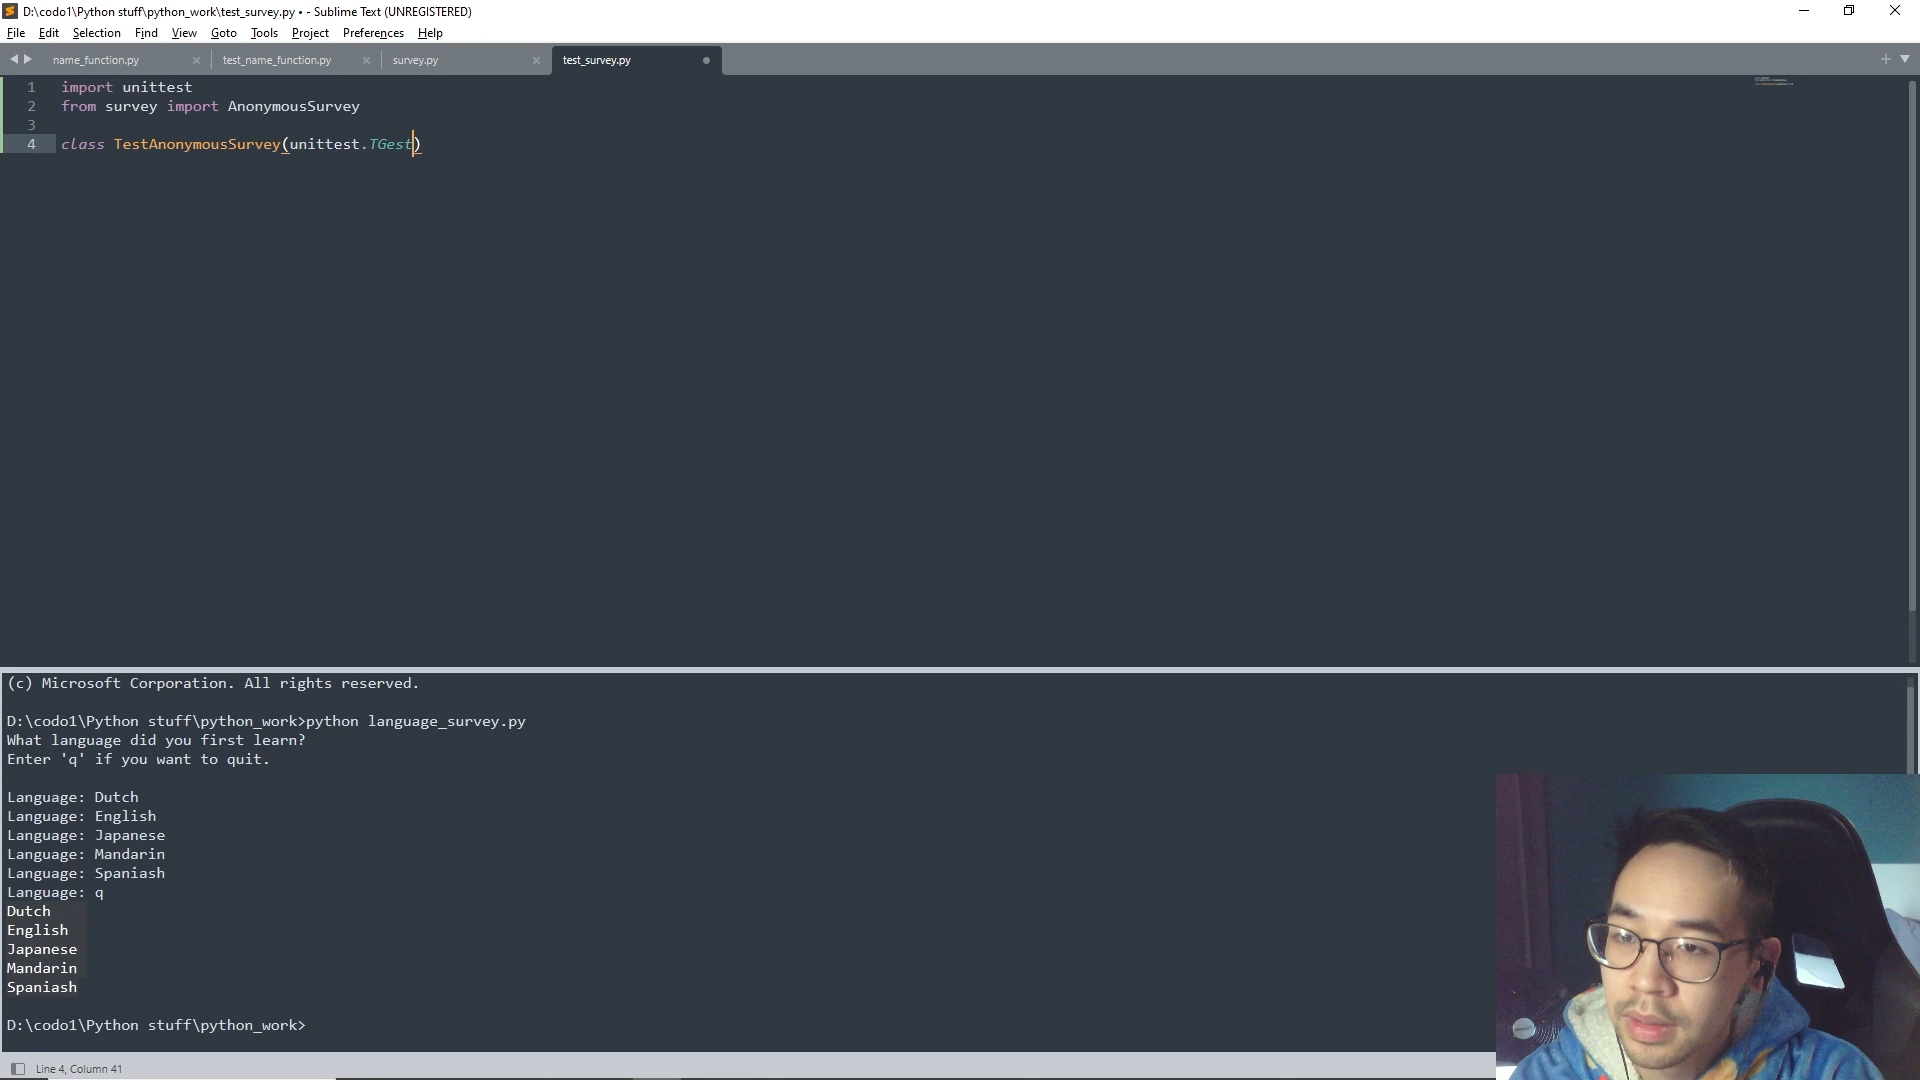 D:\codo1\Python stuff\python_work\test_survey.py • - Sublime Text (UNREGISTERED)
File Edit Selection Find View Goto Tools Project Preferences Help
name_function.py test_name_function.py survey.py test_survey.py
1 import unittest
2 from survey import AnonymousSurvey
3
4 class TestAnonymousSurvey(unittest.TGest)
(c) Microsoft Corporation. All rights reserved.
D:\codo1\Python stuff\python_work>python language_survey.py
What language did you first learn?
Enter 'q' if you want to quit.
Language: Dutch
Language: English
Language: Japanese
Language: Mandarin
Language: Spaniash
Language: q
Dutch
English
Japanese
Mandarin
Spaniash
D:\codo1\Python stuff\python_work>
Line 4, Column 41